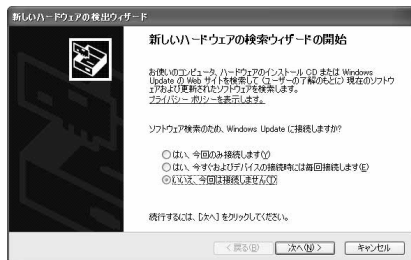 新しいハードウェアの検出ウィザード
新しいハードウェアの検索ウィザードの開始
お使いのコンピュータ、ハードウェアのインストール CD または Windows
Update の Web サイトを検索して (ユーザーの了解のもとに) 現在のソフトウ
ェアおよび更新されたソフトウェアを検索します。
プライバシー ポリシーを表示します。
ソフトウェア検索のため、Windows Update に接続しますか?
はい、今回のみ接続します(Y)
はい、今すぐおよびデバイスの接続時には毎回接続します(E)
いいえ、今回は接続しません(T)
続行するには、[次へ] をクリックしてください。
< 戻る(B) 次へ(N) > キャンセル